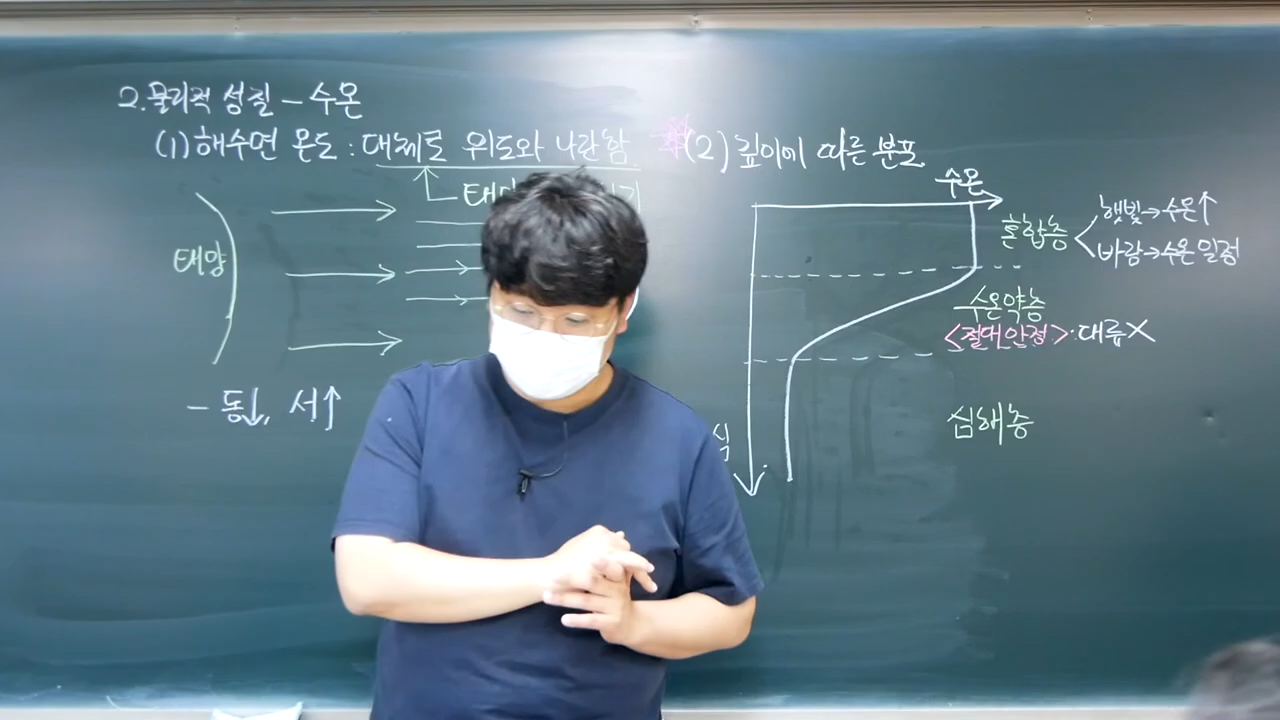 2. 물리적 성질 – 수온
(1) 해수면 온도 : 대체로 위도와 나란함
태양
– 동↓, 서↑
(2) 깊이에 따른 분포
수온
혼합층
햇빛→수온↑
바람→수온 일정
수온약층
<절대안정>·대류X
심해층